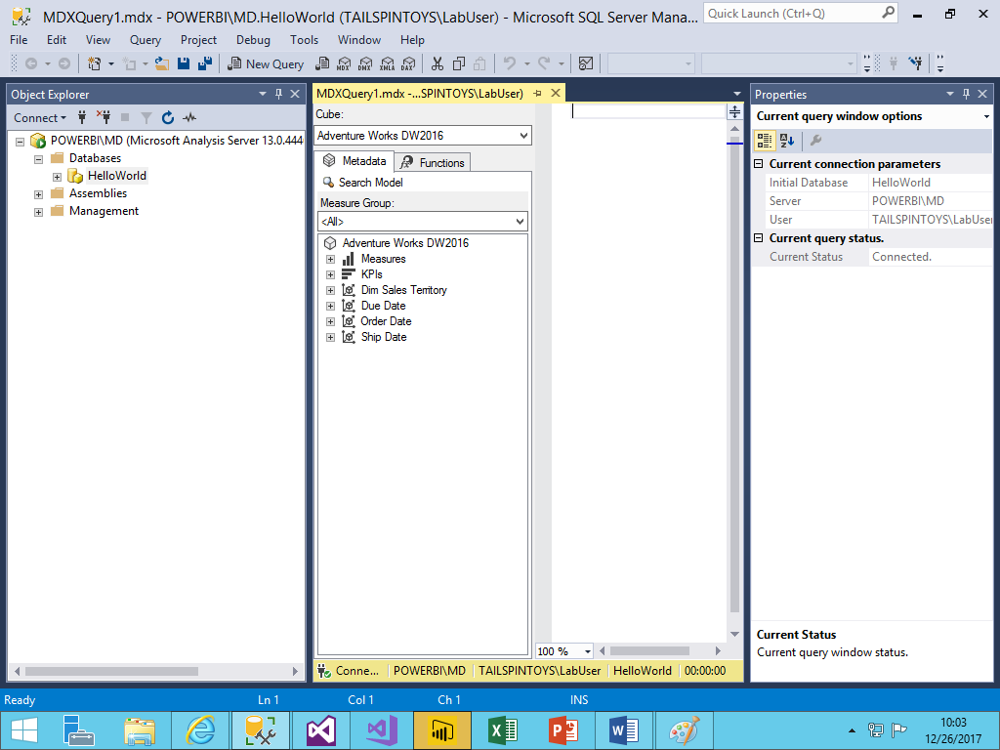 MDXQuery1.mdx - POWERBI\MD.HelloWorld (TAILSPINTOYS\LabUser) - Microsoft SQL Server Mana...
Quick Launch (Ctrl+Q)
File Edit View Query Project Debug Tools Window Help
New Query
MDX DMX XMLA DAX
Object Explorer
Connect
POWERBI\MD (Microsoft Analysis Server 13.0.444
Databases
HelloWorld
Assemblies
Management
MDXQuery1.mdx -...SPINTOYS\LabUser)
Cube:
Adventure Works DW2016
Metadata
Functions
Search Model
Measure Group:
<All>
Adventure Works DW2016
Measures
KPIs
Dim Sales Territory
Due Date
Order Date
Ship Date
100 %
Conne... POWERBI\MD TAILSPINTOYS\LabUser HelloWorld 00:00:00
Properties
Current query window options
Current connection parameters
Initial Database HelloWorld
Server POWERBI\MD
User TAILSPINTOYS\LabUser
Current query status.
Current Status Connected.
Current Status
Current query window status.
Ready Ln 1 Col 1 Ch 1 INS
10:03
12/26/2017